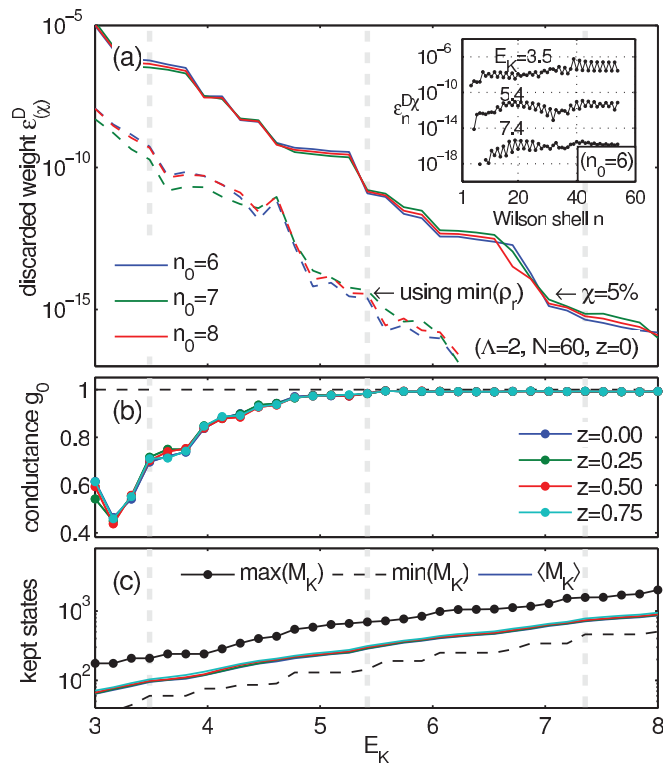 10^-5
10^-10
10^-15
discarded weight ε^D_(χ)
(a)
n_0=6
n_0=7
n_0=8
← using min(ρ_r)
← χ=5%
(Λ=2, N=60, z=0)
10^-6
10^-10
10^-14
10^-18
ε^D_n χ
E_K=3.5
5.4
7.4
(n_0=6)
1 20 40 60
Wilson shell n
(b)
1
0.8
0.6
0.4
conductance g_0
z=0.00
z=0.25
z=0.50
z=0.75
(c)
max(M_K)
min(M_K)
⟨M_K⟩
10^3
10^2
kept states
3 4 5 6 7 8
E_K